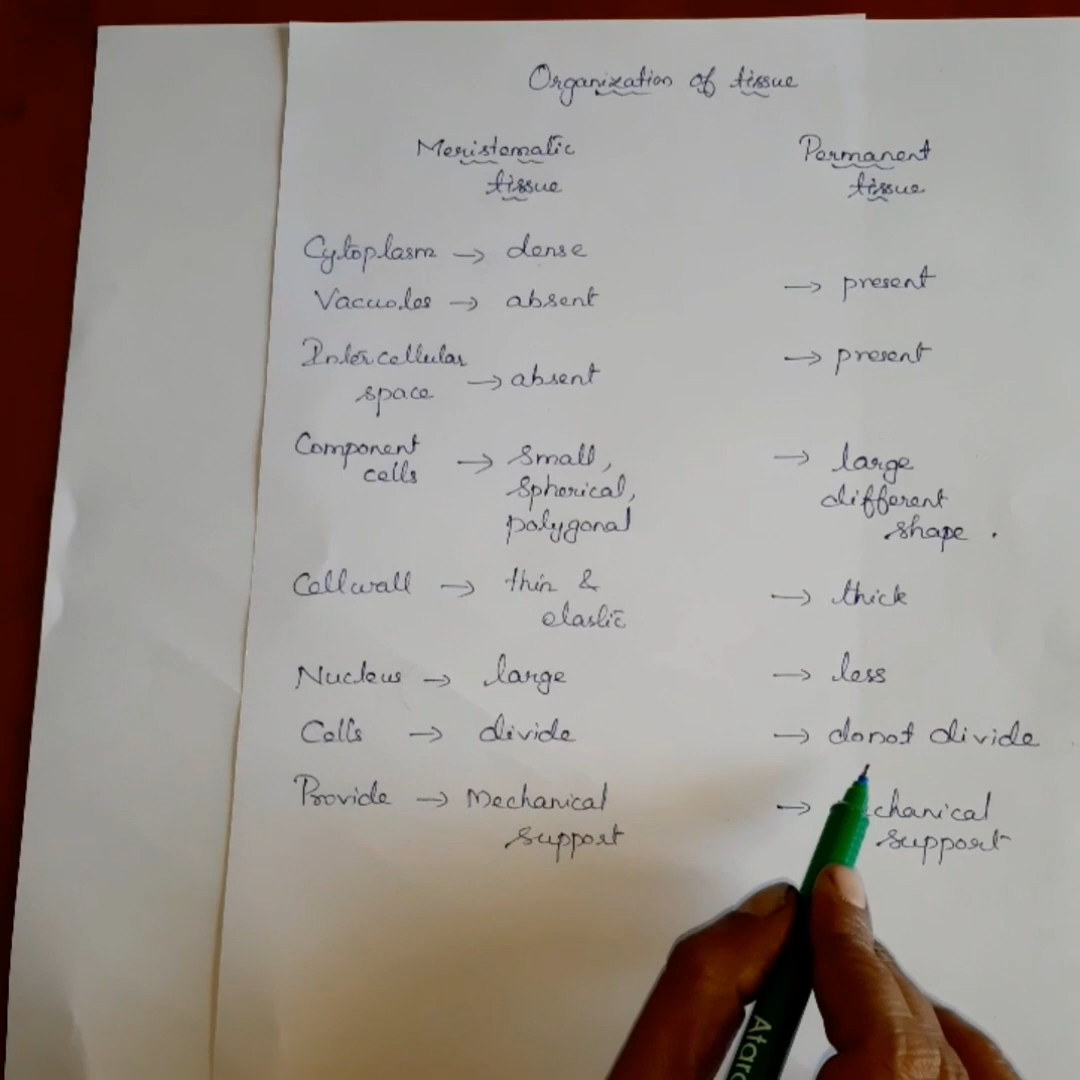 Organization of tissue
Meristematic
tissue
Permanent
tissue
Cytoplasm → dense
Vacuoles → absent
→ present
Intercellular
space → absent
→ present
Component
cells → small,
spherical,
polygonal
→ large
different
shape.
Cellwall → thin &
elastic
→ thick
Nucleus → large
→ less
Cells → divide
→ donot divide
Provide → Mechanical
support
→ chanical
support